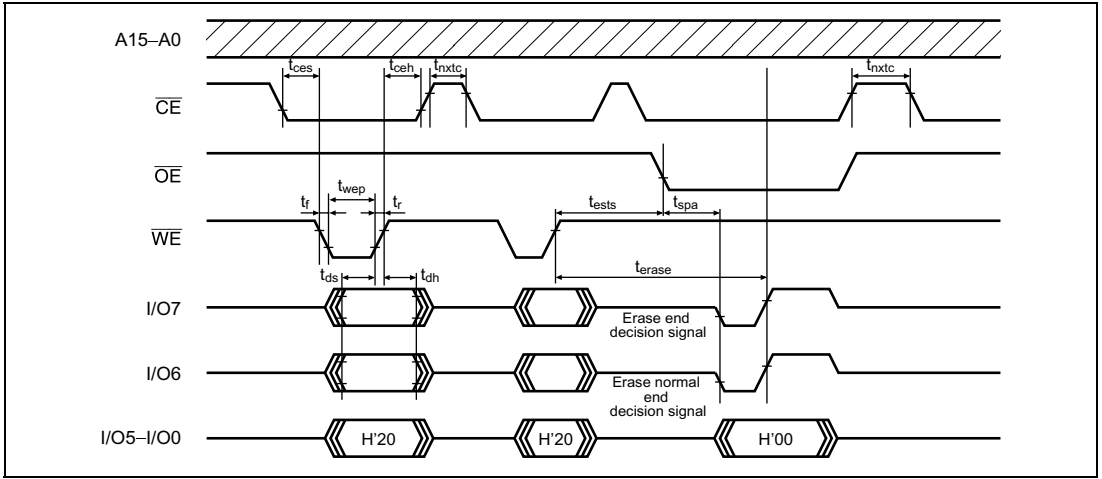 A15–A0
tces
tceh
tnxtc
tnxtc
CE
OE
twep
tf
tr
tests
tspa
WE
terase
tds
tdh
I/O7
Erase end
decision signal
I/O6
Erase normal
end
decision signal
I/O5–I/O0
H'20
H'20
H'00